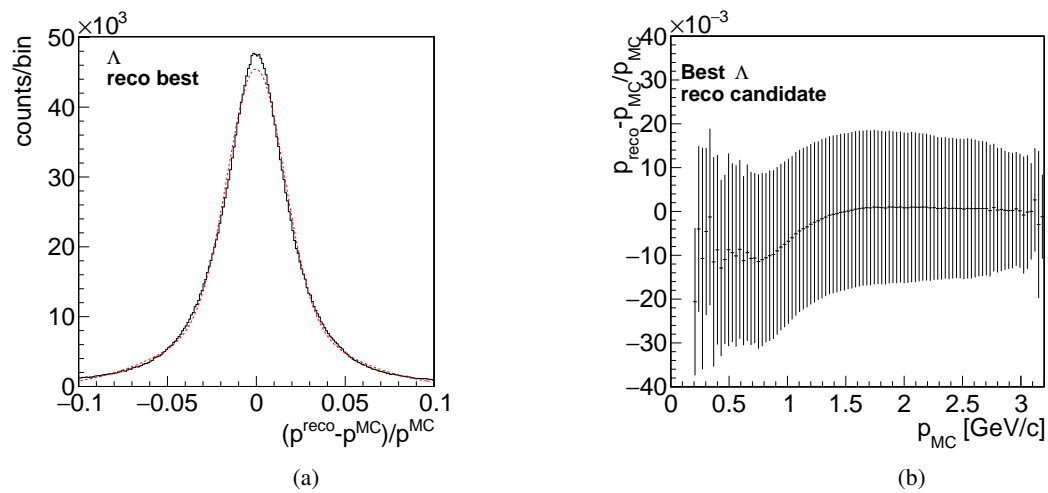 ×10³
50
40
30
20
10
0
Λ
reco best
counts/bin
−0.1
−0.05
0
0.05
0.1
(p^reco-p^MC)/p^MC
(a)
×10⁻³
40
30
20
10
0
−10
−20
−30
−40
Best Λ
reco candidate
p_reco-p_MC/p_MC
0
0.5
1
1.5
2
2.5
3
p_MC [GeV/c]
(b)